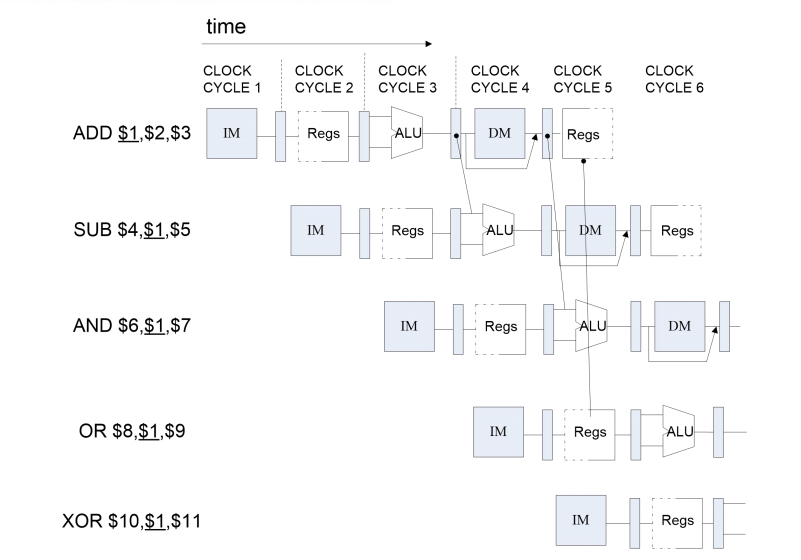 time
CLOCK CYCLE 1
CLOCK CYCLE 2
CLOCK CYCLE 3
CLOCK CYCLE 4
CLOCK CYCLE 5
CLOCK CYCLE 6
ADD $1,$2,$3
IM
Regs
ALU
DM
Regs
SUB $4,$1,$5
IM
Regs
ALU
DM
Regs
AND $6,$1,$7
IM
Regs
ALU
DM
OR $8,$1,$9
IM
Regs
ALU
XOR $10,$1,$11
IM
Regs